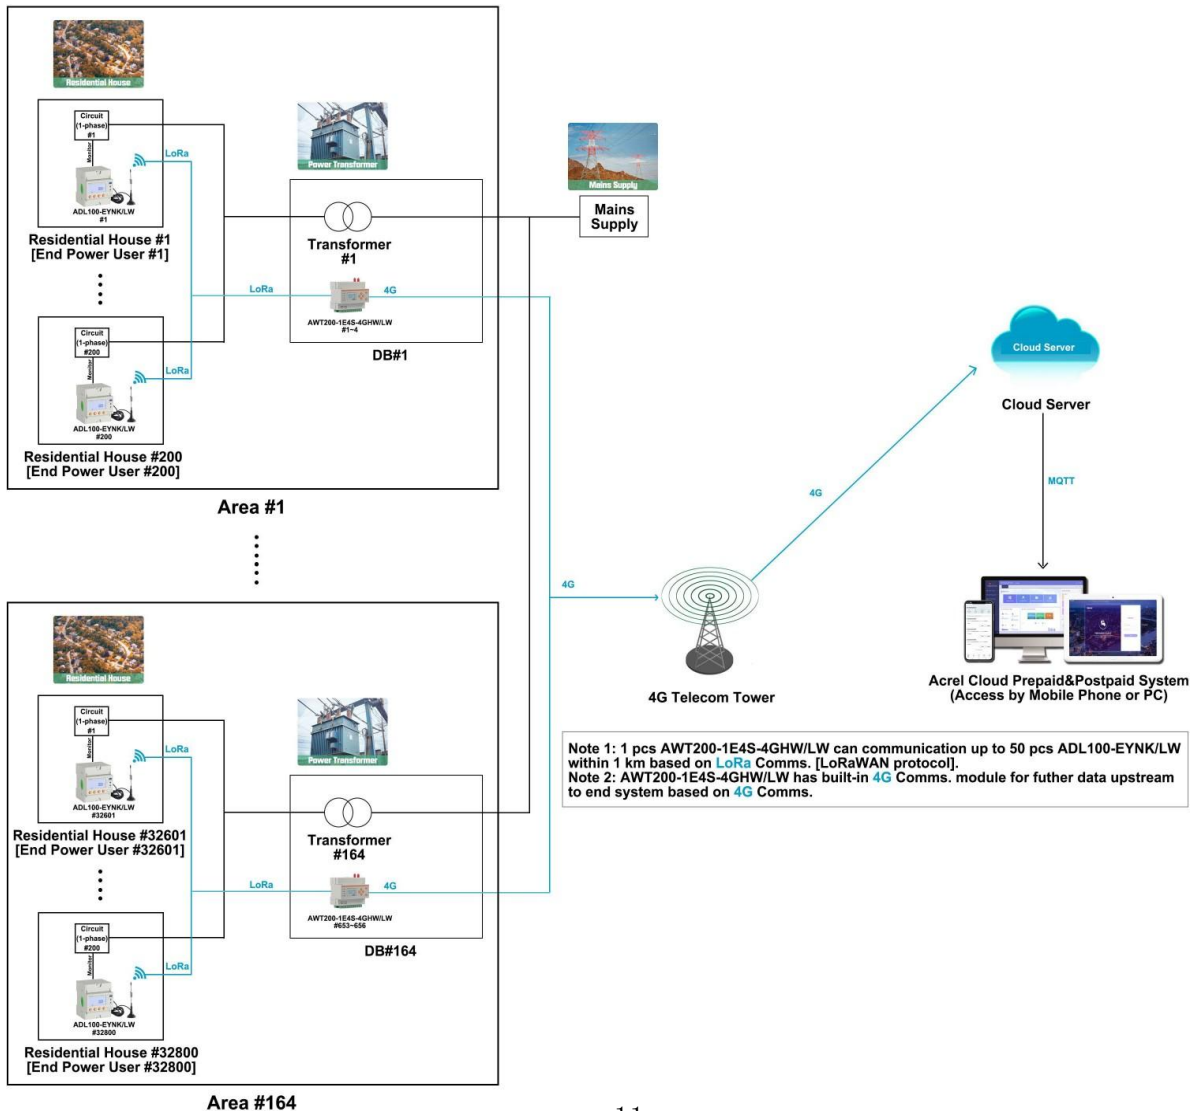 Residential House
Circuit
(1-phase)
#1
Monitor
LoRa
ADL100-EYNK/LW
#1
Residential House #1
[End Power User #1]
Circuit
(1-phase)
#200
Monitor
LoRa
ADL100-EYNK/LW
#200
Residential House #200
[End Power User #200]
LoRa
Power Transformer
Transformer
#1
4G
AWT200-1E4S-4GHW/LW
#1~4
DB#1
Area #1
Mains Supply
Mains
Supply
Residential House
Circuit
(1-phase)
#1
Monitor
LoRa
ADL100-EYNK/LW
#32601
Residential House #32601
[End Power User #32601]
Circuit
(1-phase)
#200
Monitor
LoRa
ADL100-EYNK/LW
#32800
Residential House #32800
[End Power User #32800]
LoRa
Power Transformer
Transformer
#164
4G
AWT200-1E4S-4GHW/LW
#653~656
DB#164
Area #164
4G
4G Telecom Tower
4G
Cloud Server
Cloud Server
MQTT
Acrel Cloud Prepaid&Postpaid System
(Access by Mobile Phone or PC)
Note 1: 1 pcs AWT200-1E4S-4GHW/LW can communication up to 50 pcs ADL100-EYNK/LW
within 1 km based on LoRa Comms. [LoRaWAN protocol].
Note 2: AWT200-1E4S-4GHW/LW has built-in 4G Comms. module for futher data upstream
to end system based on 4G Comms.